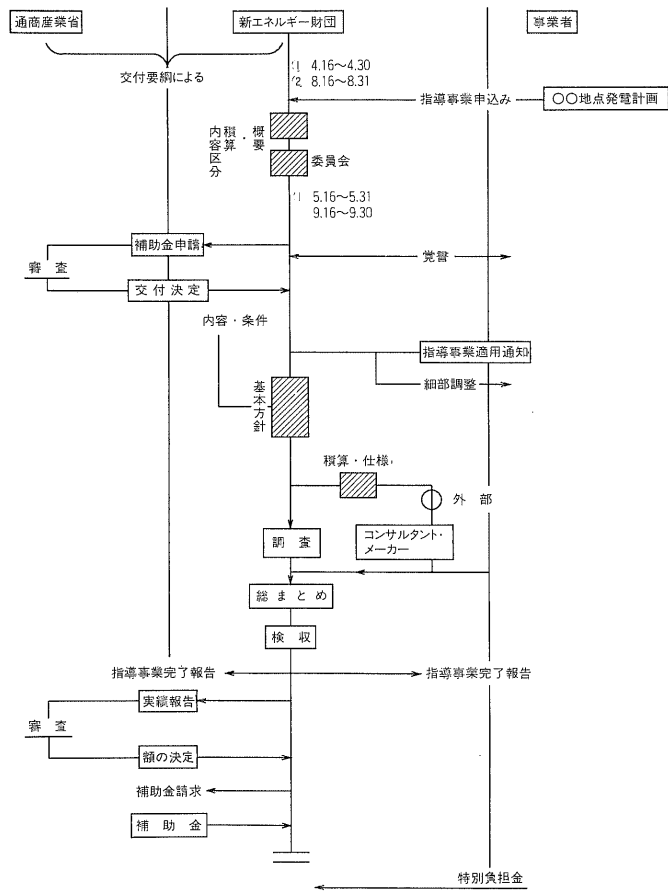 通商産業省
新エネルギー財団
事業者
交付要綱による
4.16～4.30
8.16～8.31
指導事業申込み
〇〇地点発電計画
積算・概要
内容区分
委員会
5.16～5.31
9.16～9.30
補助金申請
覚書
審査
交付決定
内容・条件
指導事業適用通知
細部調整
基本方針
積算・仕様
外部
調査
コンサルタント・
メーカー
総まとめ
検収
指導事業完了報告
指導事業完了報告
実績報告
審査
額の決定
補助金請求
補助金
特別負担金